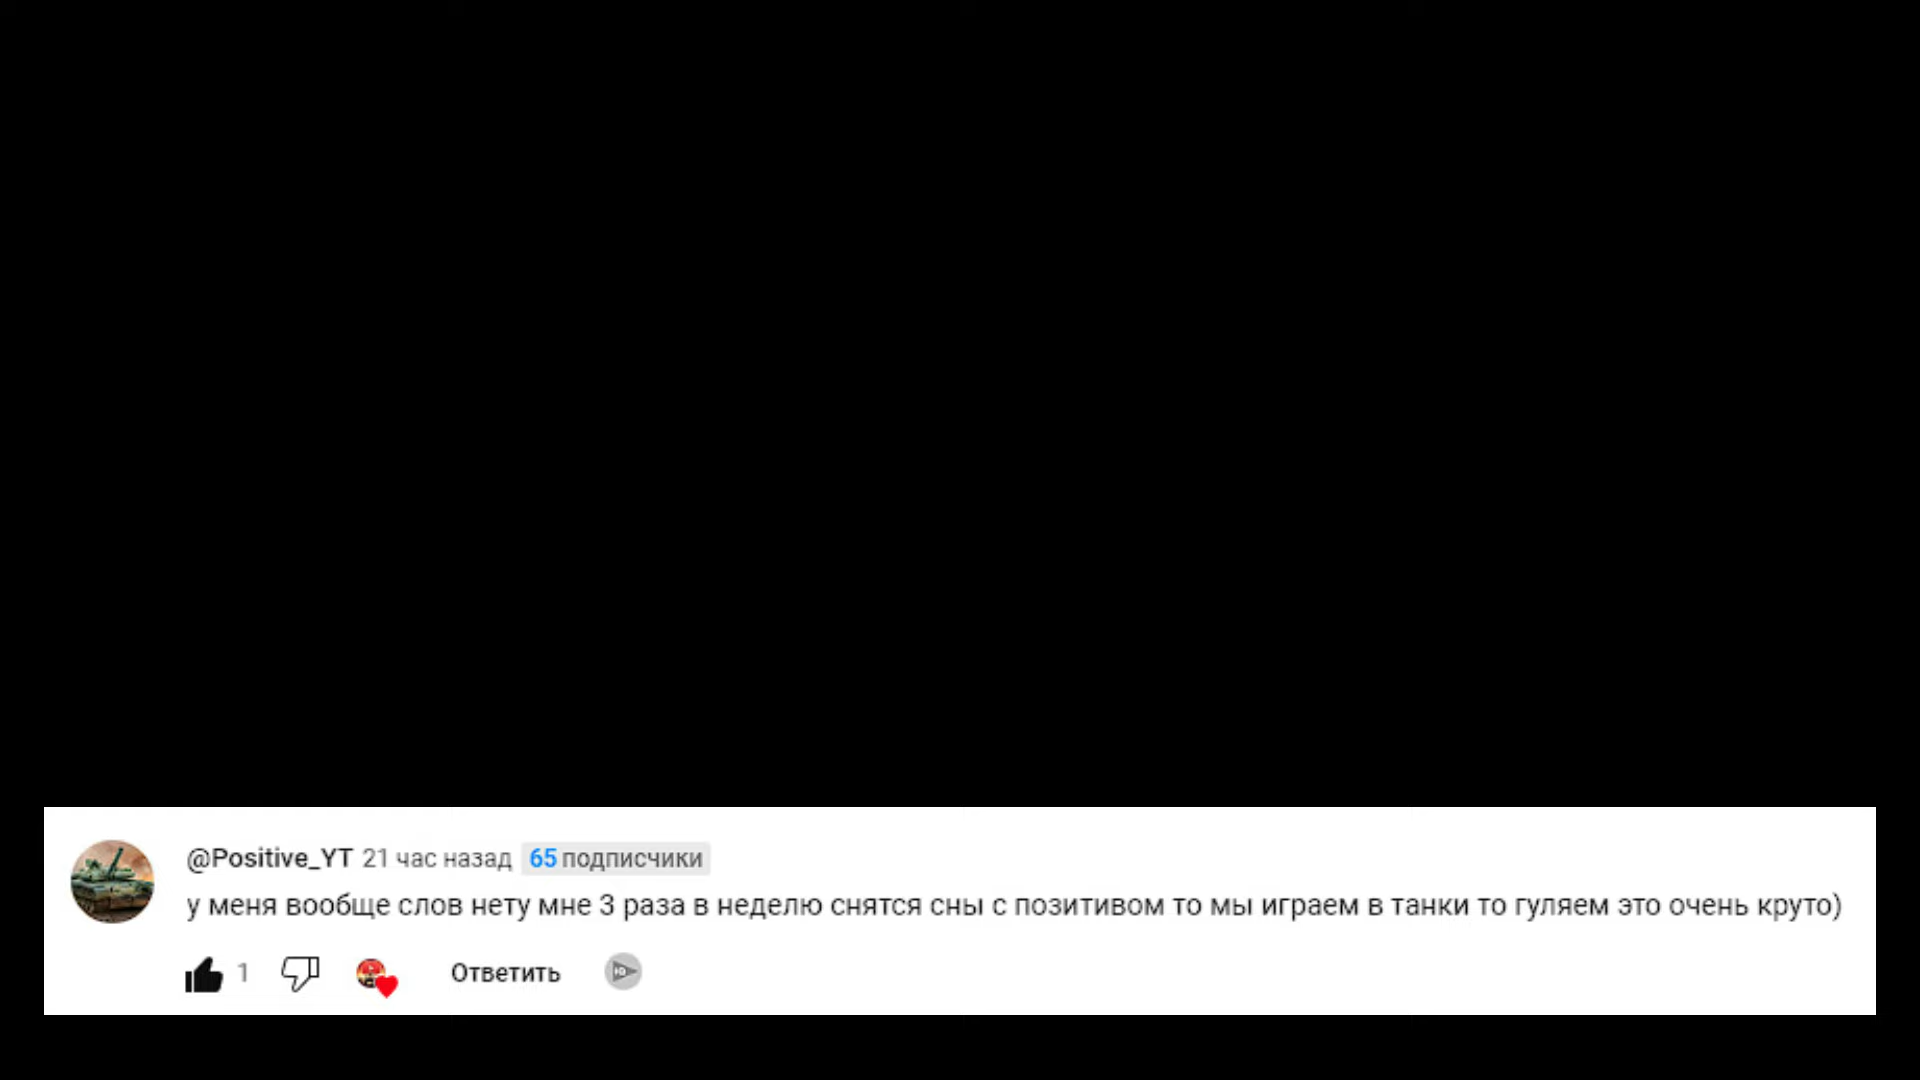 @Positive_YT 21 час назад 65 подписчики
у меня вообще слов нету мне 3 раза в неделю снятся сны с позитивом то мы играем в танки то гуляем это очень круто)
1 Ответить